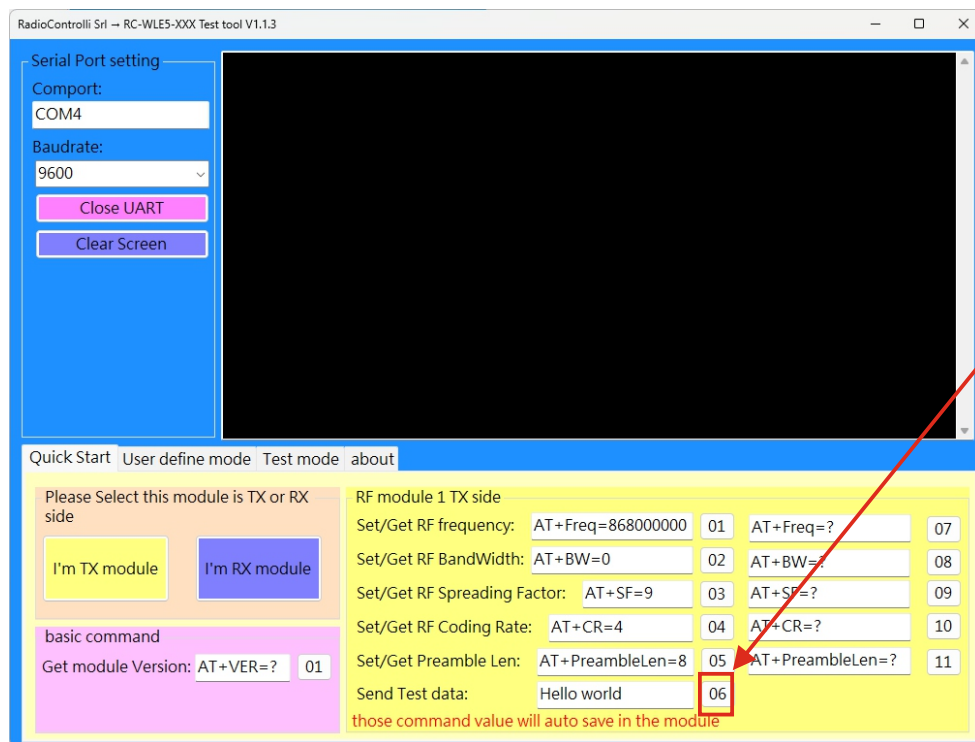 RadioControlli Srl → RC-WLE5-XXX Test tool V1.1.3
Serial Port setting
Comport:
COM4
Baudrate:
9600
Close UART
Clear Screen
Quick Start User define mode Test mode about
Please Select this module is TX or RX
side
I'm TX module I'm RX module
basic command
Get module Version: AT+VER=? 01
RF module 1 TX side
Set/Get RF frequency: AT+Freq=868000000 01 AT+Freq=? 07
Set/Get RF BandWidth: AT+BW=0 02 AT+BW=? 08
Set/Get RF Spreading Factor: AT+SF=9 03 AT+SF=? 09
Set/Get RF Coding Rate: AT+CR=4 04 AT+CR=? 10
Set/Get Preamble Len: AT+PreambleLen=8 05 AT+PreambleLen=? 11
Send Test data: Hello world 06
those command value will auto save in the module